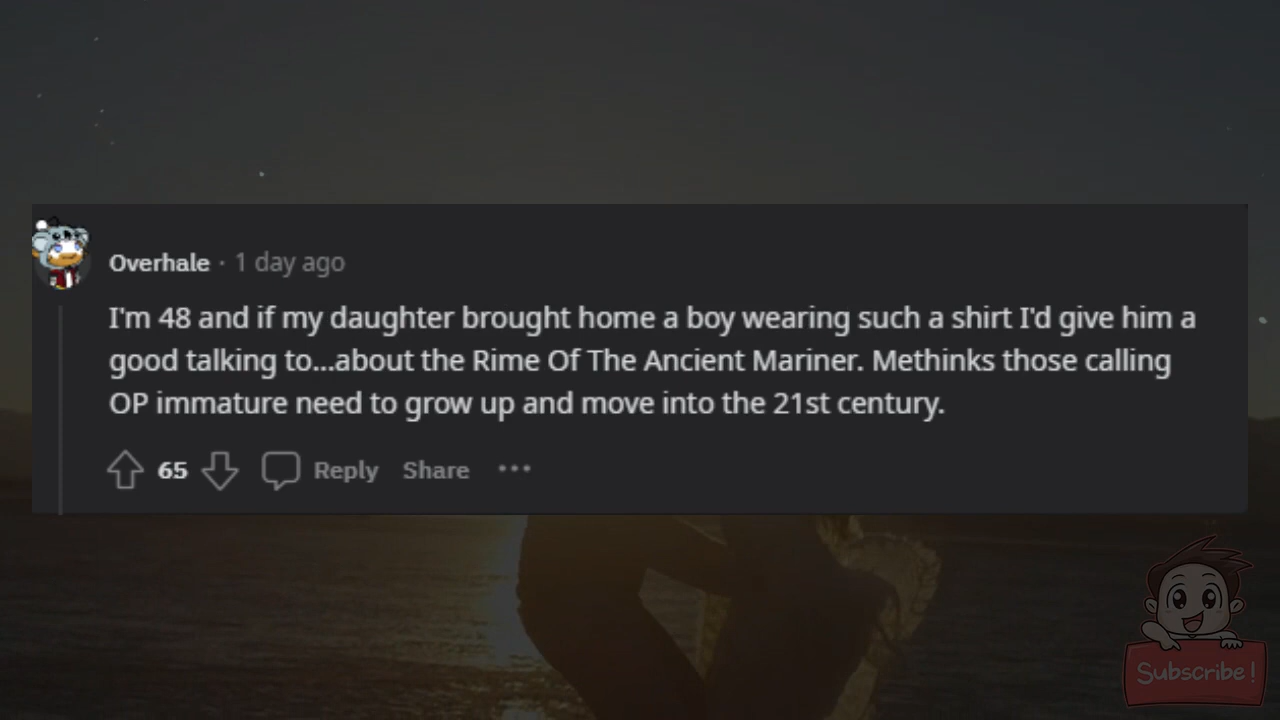 Overhale · 1 day ago
I'm 48 and if my daughter brought home a boy wearing such a shirt I'd give him a
good talking to...about the Rime Of The Ancient Mariner. Methinks those calling
OP immature need to grow up and move into the 21st century.
65 Reply Share ···
Subscribe!